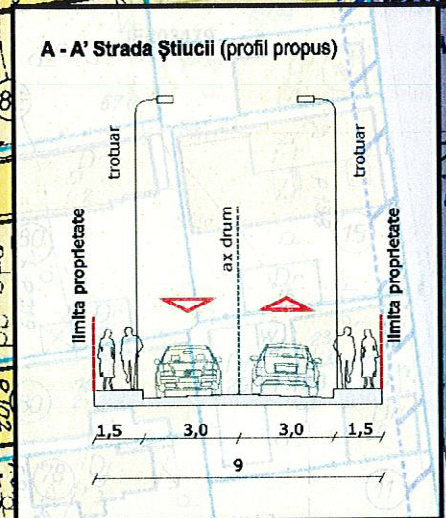 A - A' Strada Știucii (profil propus)
trotuar
trotuar
limita proprietate
ax drum
limita proprietate
1,5 3,0 3,0 1,5
9